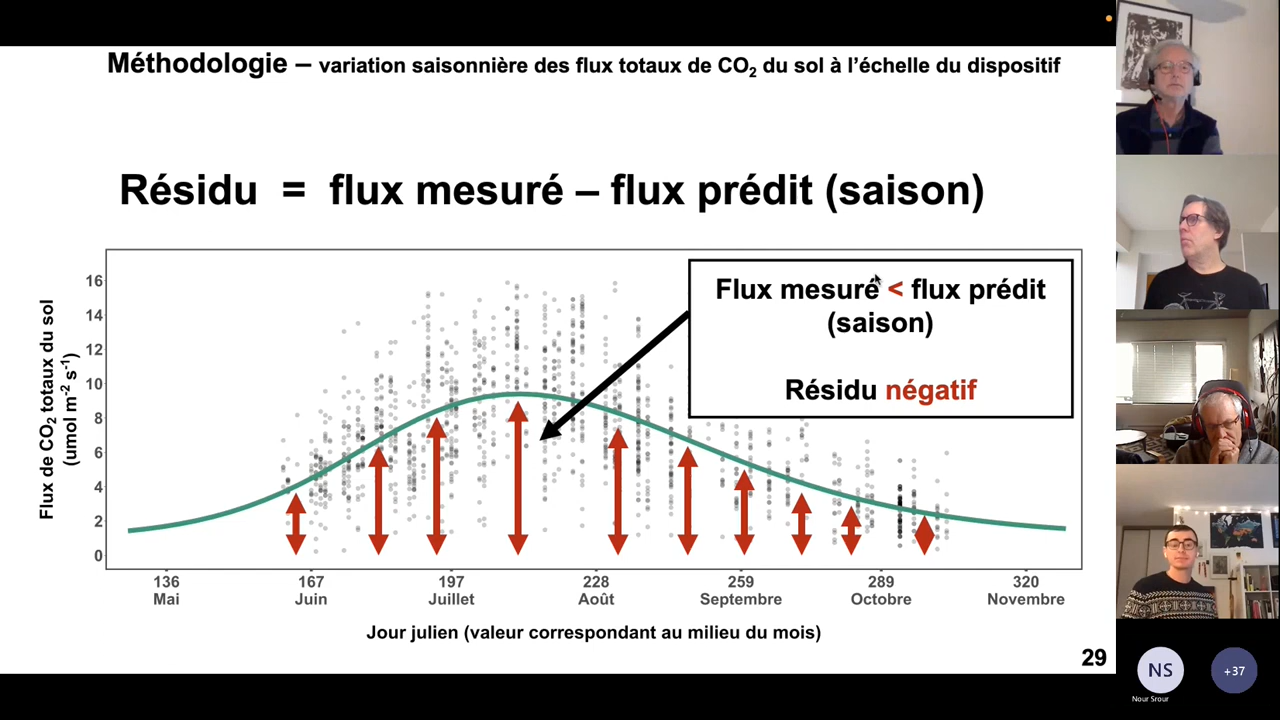 Méthodologie – variation saisonnière des flux totaux de CO2 du sol à l'échelle du dispositif
Résidu = flux mesuré – flux prédit (saison)
Flux mesuré < flux prédit
(saison)
Résidu négatif
Flux de CO2 totaux du sol
(umol m-2 s-1)
16
14
12
10
8
6
4
2
0
136 167 197 228 259 289 320
Mai Juin Juillet Août Septembre Octobre Novembre
Jour julien (valeur correspondant au milieu du mois)
29
NS
+37
Nour Srour